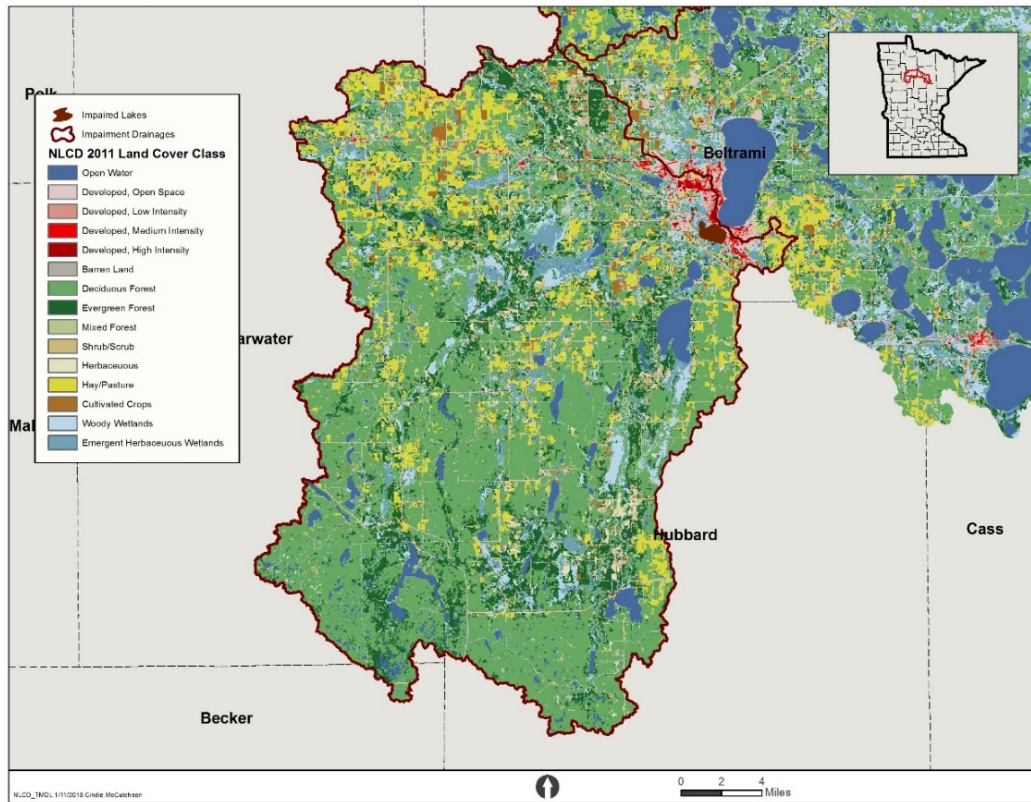 Polk
Impaired Lakes
Impairment Drainages
NLCD 2011 Land Cover Class
Open Water
Developed, Open Space
Developed, Low Intensity
Developed, Medium Intensity
Developed, High Intensity
Barren Land
Deciduous Forest
Evergreen Forest
Mixed Forest
Shrub/Scrub
Herbaceuous
Hay/Pasture
Cultivated Crops
Woody Wetlands
Emergent Herbaceuous Wetlands
Beltrami
arwater
Hubbard
Cass
Becker
NLCD_TMDL 1/11/2018 Cindie McCutcheon
0 2 4
Miles